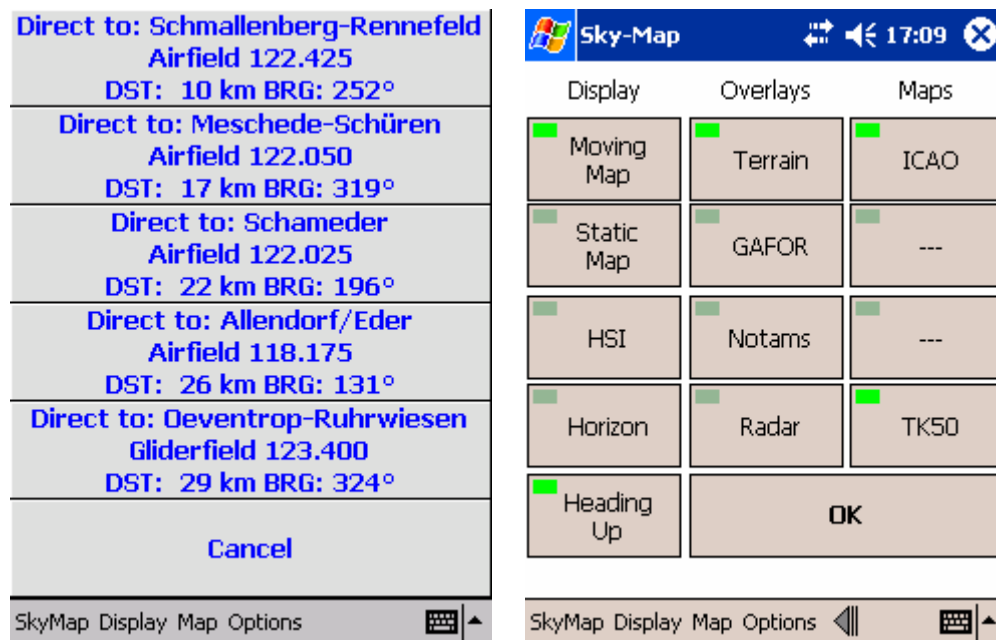 Direct to: Schmallenberg-Rennefeld
Airfield 122.425
DST: 10 km BRG: 252°
Direct to: Meschede-Schüren
Airfield 122.050
DST: 17 km BRG: 319°
Direct to: Schameder
Airfield 122.025
DST: 22 km BRG: 196°
Direct to: Allendorf/Eder
Airfield 118.175
DST: 26 km BRG: 131°
Direct to: Oeventrop-Ruhrwiesen
Gliderfield 123.400
DST: 29 km BRG: 324°
Cancel
SkyMap Display Map Options
Sky-Map 17:09
Display Overlays Maps
Moving
Map
Terrain
ICAO
Static
Map
GAFOR
---
HSI
Notams
---
Horizon
Radar
TK50
Heading
Up
OK
SkyMap Display Map Options